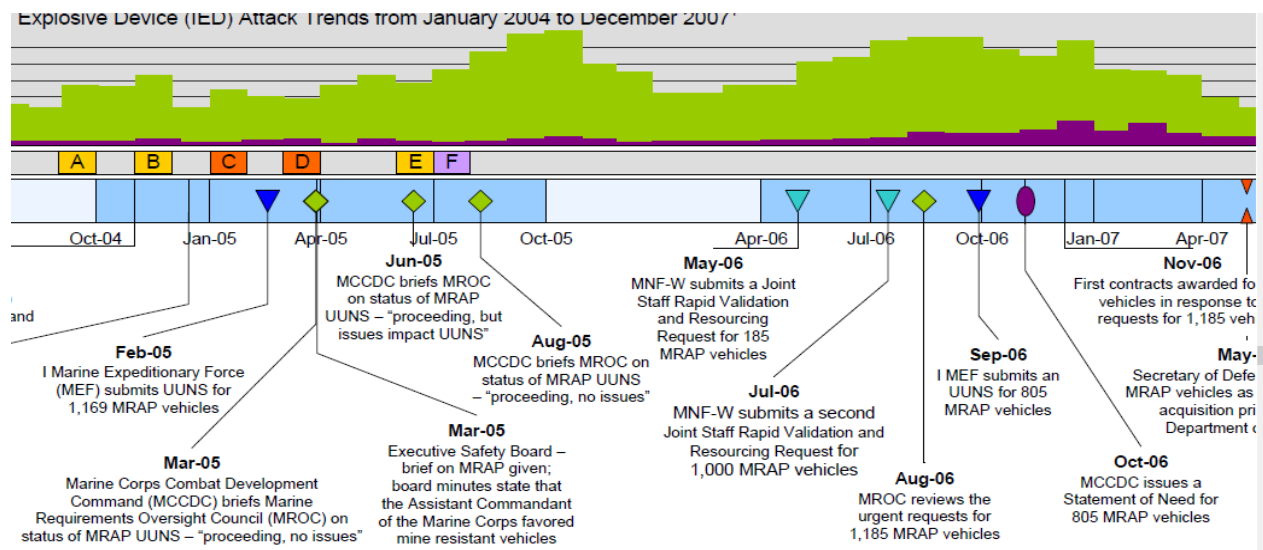 Explosive Device (IED) Attack Trends from January 2004 to December 2007
A B C D E F
Oct-04 Jan-05 Apr-05 Jul-05 Oct-05 Apr-06 Jul-06 Oct-06 Jan-07 Apr-07
and
Feb-05
I Marine Expeditionary Force
(MEF) submits UUNS for
1,169 MRAP vehicles
Mar-05
Marine Corps Combat Development
Command (MCCDC) briefs Marine
Requirements Oversight Council (MROC) on
status of MRAP UUNS – “proceeding, no issues”
Jun-05
MCCDC briefs MROC
on status of MRAP
UUNS – “proceeding, but
issues impact UUNS”
Mar-05
Executive Safety Board –
brief on MRAP given;
board minutes state that
the Assistant Commandant
of the Marine Corps favored
mine resistant vehicles
Aug-05
MCCDC briefs MROC on
status of MRAP UUNS
– “proceeding, no issues”
May-06
MNF-W submits a Joint
Staff Rapid Validation
and Resourcing
Request for 185
MRAP vehicles
Jul-06
MNF-W submits a second
Joint Staff Rapid Validation and
Resourcing Request for
1,000 MRAP vehicles
Aug-06
MROC reviews the
urgent requests for
1,185 MRAP vehicles
Sep-06
I MEF submits an
UUNS for 805
MRAP vehicles
Oct-06
MCCDC issues a
Statement of Need for
805 MRAP vehicles
Nov-06
First contracts awarded fo
vehicles in response to
requests for 1,185 veh
May-
Secretary of Defe
MRAP vehicles as
acquisition pri
Department